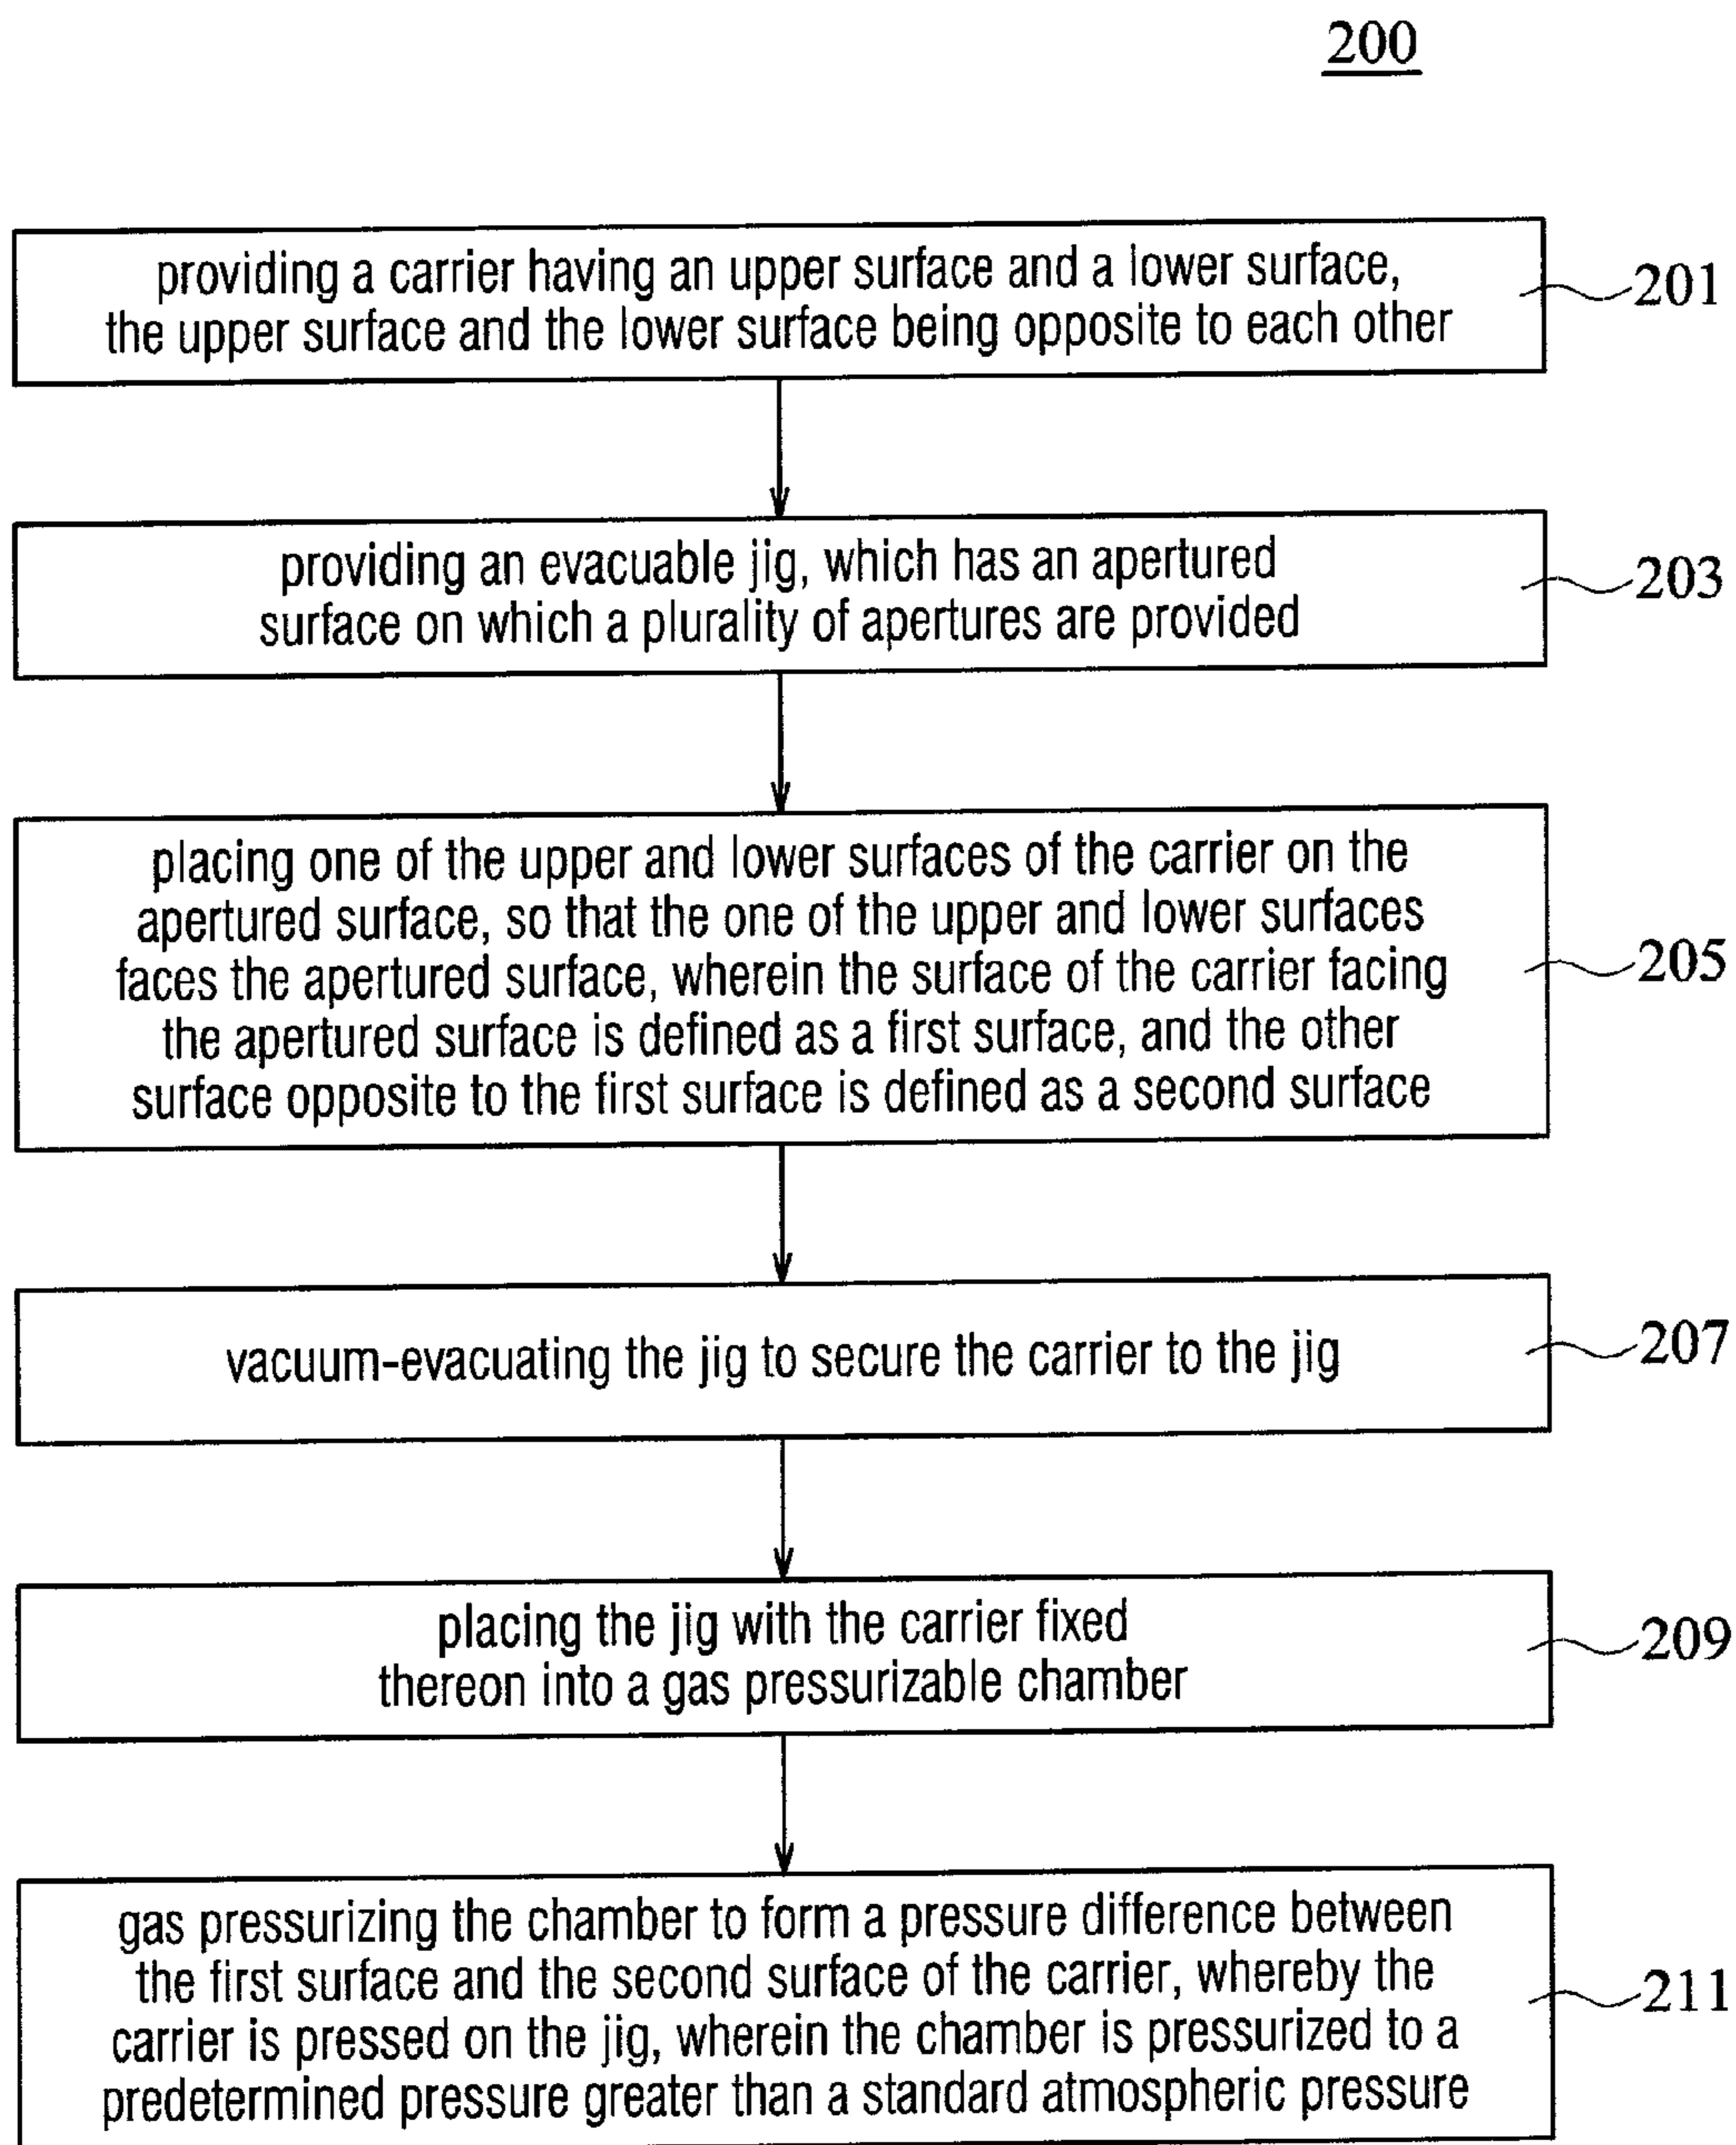 200
providing a carrier having an upper surface and a lower surface,
the upper surface and the lower surface being opposite to each other
201
providing an evacuable jig, which has an apertured
surface on which a plurality of apertures are provided
203
placing one of the upper and lower surfaces of the carrier on the
apertured surface, so that the one of the upper and lower surfaces
faces the apertured surface, wherein the surface of the carrier facing
the apertured surface is defined as a first surface, and the other
surface opposite to the first surface is defined as a second surface
205
vacuum-evacuating the jig to secure the carrier to the jig
207
placing the jig with the carrier fixed
thereon into a gas pressurizable chamber
209
gas pressurizing the chamber to form a pressure difference between
the first surface and the second surface of the carrier, whereby the
carrier is pressed on the jig, wherein the chamber is pressurized to a
predetermined pressure greater than a standard atmospheric pressure
211